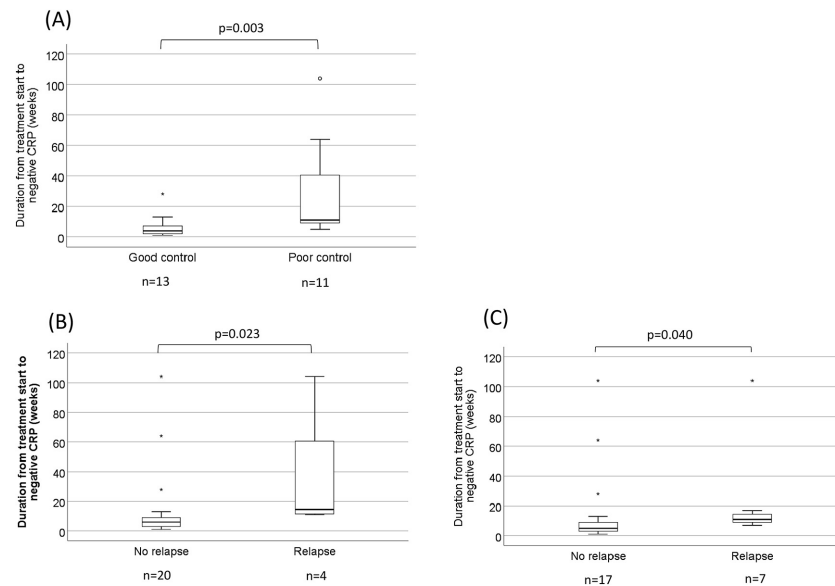 (A)
p=0.003
Duration from treatment start to
negative CRP (weeks)
120
100
80
60
40
20
0
Good control
Poor control
n=13
n=11
(B)
p=0.023
Duration from treatment start to
negative CRP (weeks)
120
100
80
60
40
20
0
No relapse
Relapse
n=20
n=4
(C)
p=0.040
Duration from treatment start to
negative CRP (weeks)
120
100
80
60
40
20
0
No relapse
Relapse
n=17
n=7